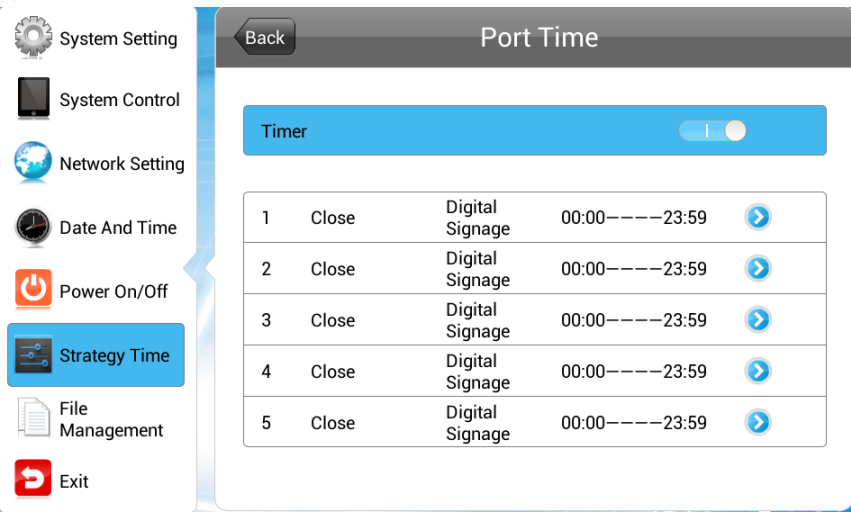 System Setting
System Control
Network Setting
Date And Time
Power On/Off
Strategy Time
File
Management
Exit
Back
Port Time
Timer
1 Close Digital Signage 00:00————23:59
2 Close Digital Signage 00:00————23:59
3 Close Digital Signage 00:00————23:59
4 Close Digital Signage 00:00————23:59
5 Close Digital Signage 00:00————23:59